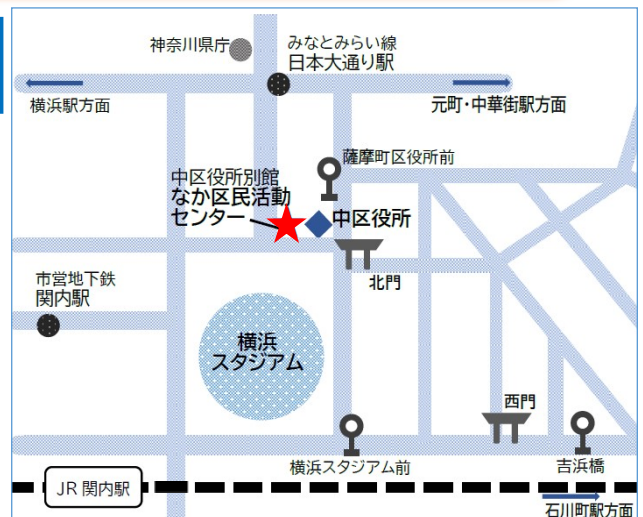 神奈川県庁
みなとみらい線
日本大通り駅
横浜駅方面
元町・中華街駅方面
薩摩町区役所前
中区役所別館
なか区民活動
センター
中区役所
北門
市営地下鉄
関内駅
横浜
スタジアム
西門
横浜スタジアム前
吉浜橋
JR 関内駅
石川町駅方面